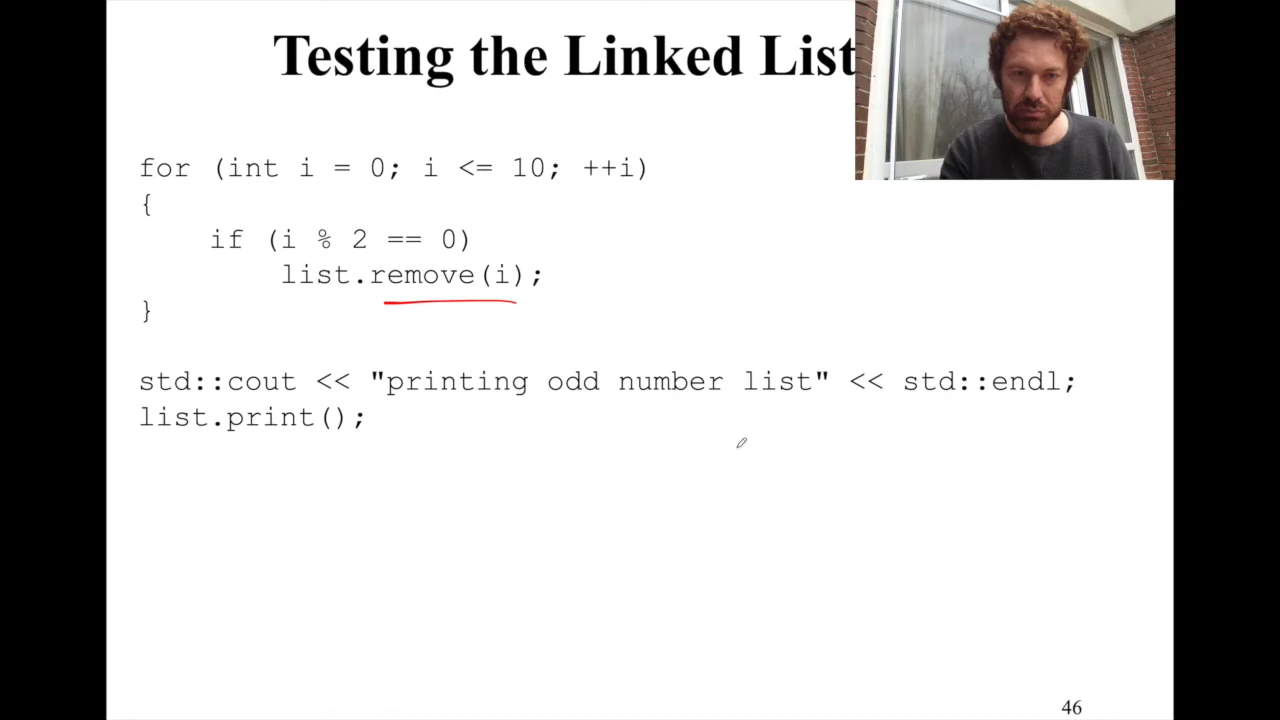 Testing the Linked List
for (int i = 0; i <= 10; ++i)
{
if (i % 2 == 0)
list.remove(i);
}
std::cout << "printing odd number list" << std::endl;
list.print();
46